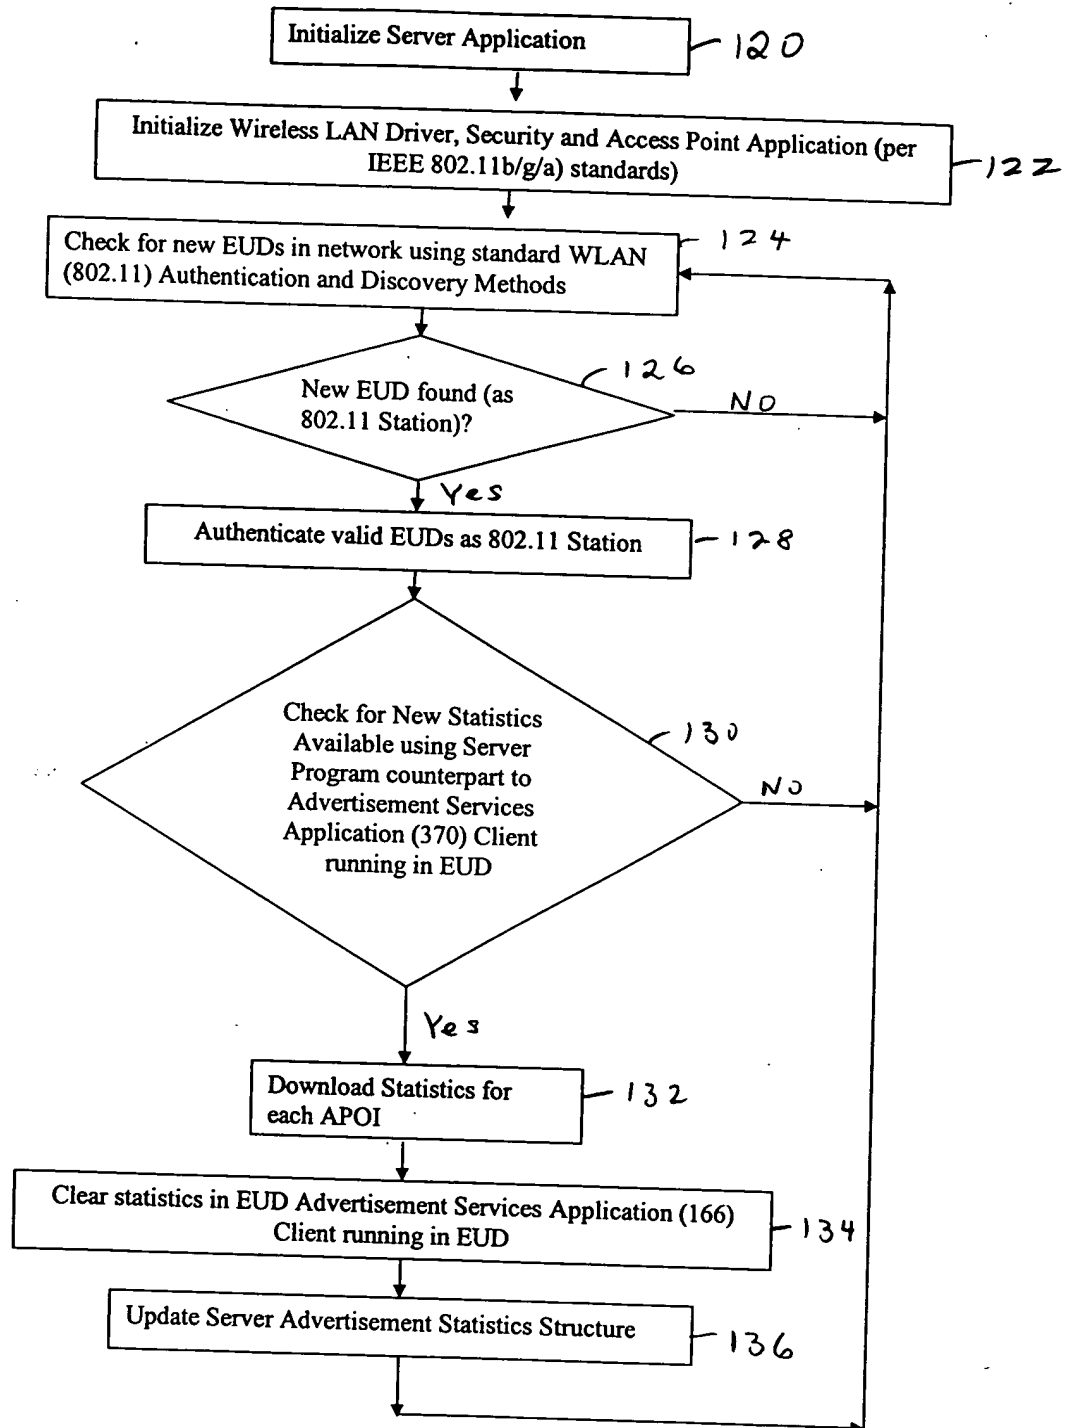 Initialize Server Application
120
Initialize Wireless LAN Driver, Security and Access Point Application (per
IEEE 802.11b/g/a) standards)
122
Check for new EUDs in network using standard WLAN
(802.11) Authentication and Discovery Methods
124
New EUD found (as
802.11 Station)?
126
NO
Yes
Authenticate valid EUDs as 802.11 Station
128
Check for New Statistics
Available using Server
Program counterpart to
Advertisement Services
Application (370) Client
running in EUD
130
NO
Yes
Download Statistics for
each APOI
132
Clear statistics in EUD Advertisement Services Application (166)
Client running in EUD
134
Update Server Advertisement Statistics Structure
136